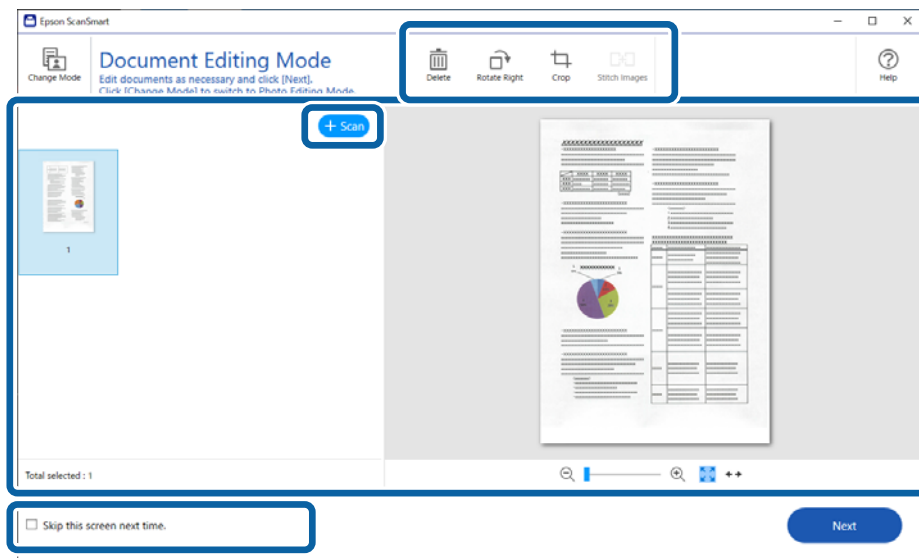 Epson ScanSmart
Change Mode
Document Editing Mode
Edit documents as necessary and click [Next].
Click [Change Mode] to switch to Photo Editing Mode.
Delete
Rotate Right
Crop
Stitch Images
Help
+ Scan
1
Total selected : 1
Skip this screen next time.
Next